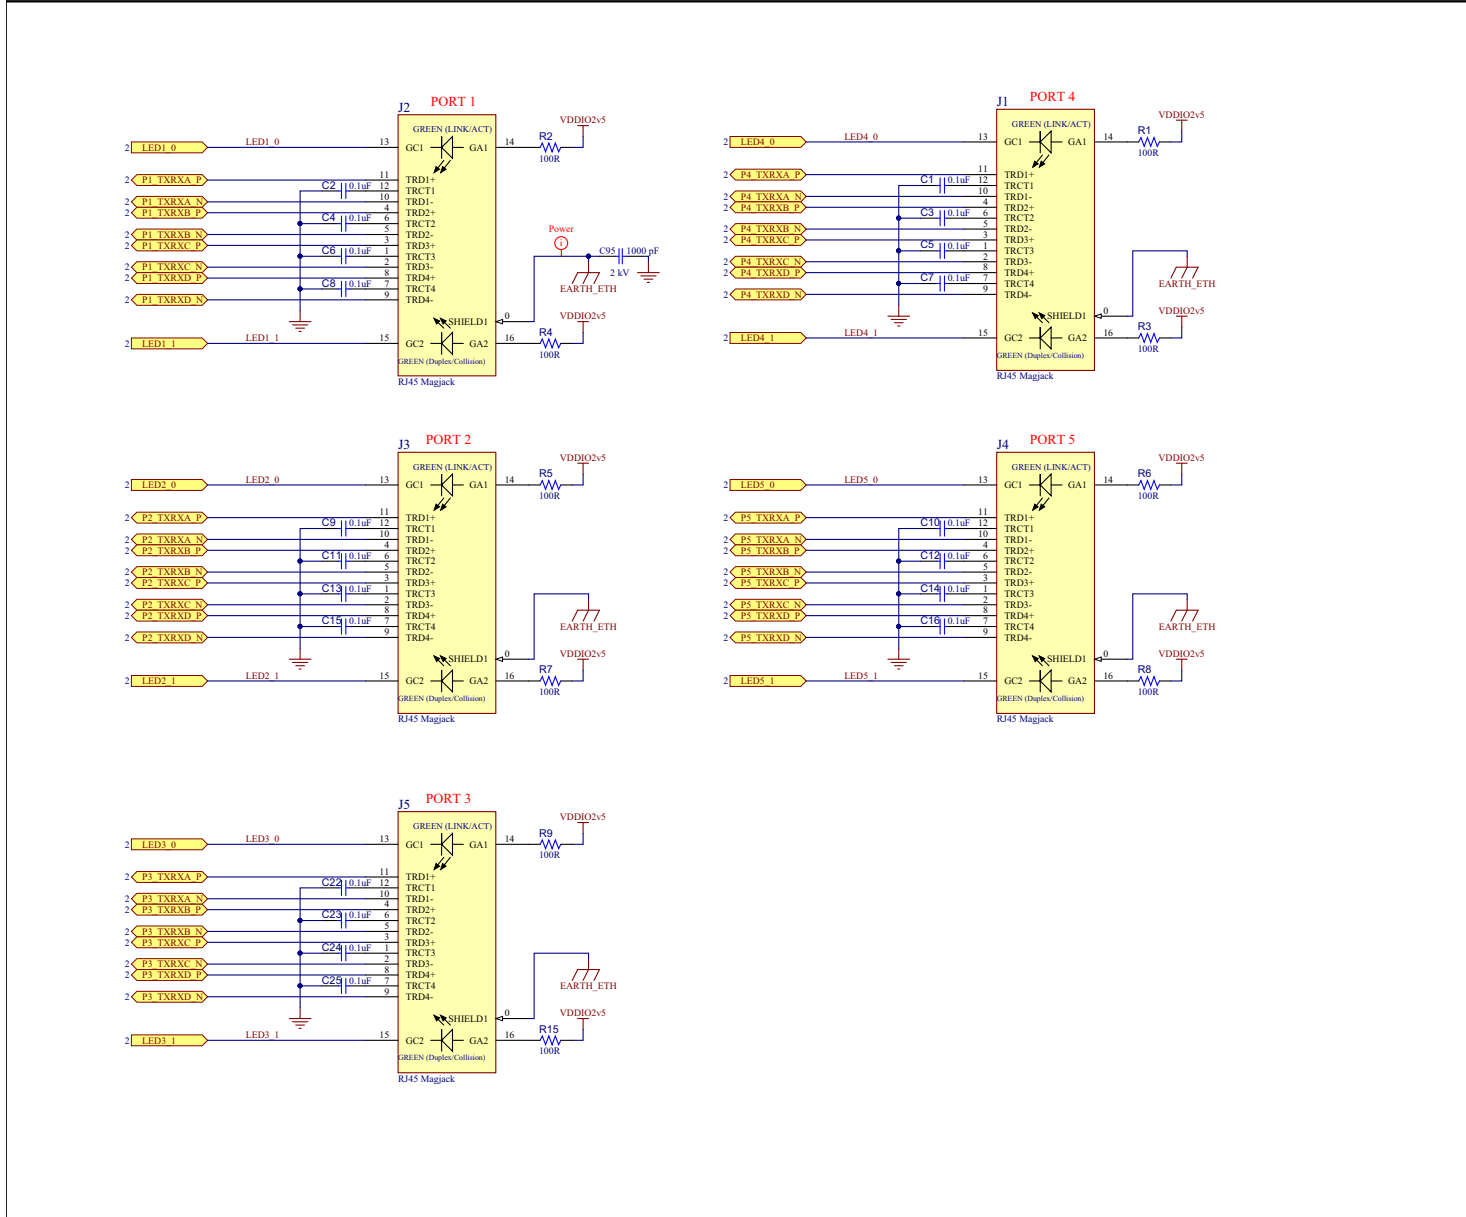 J2 PORT 1
GREEN (LINK/ACT)
VDDIO2v5
2 LED1_0 LED1_0 13 GC1 GA1 14 R2
100R
2 P1_TXRXA_P 11 TRD1+
C2 0.1uF 12 TRCT1
2 P1_TXRXA_N 10 TRD1-
2 P1_TXRXB_P 4 TRD2+
C4 0.1uF 6 TRCT2
2 P1_TXRXB_N 5 TRD2-
2 P1_TXRXC_P 3 TRD3+
C6 0.1uF 1 TRCT3
2 P1_TXRXC_N 2 TRD3-
2 P1_TXRXD_P 8 TRD4+
C8 0.1uF 7 TRCT4
2 P1_TXRXD_N 9 TRD4-
Power
i
C95 1000 pF
2 kV
EARTH_ETH
SHIELD1 0
VDDIO2v5
2 LED1_1 LED1_1 15 GC2 GA2 16 R4
100R
GREEN (Duplex/Collision)
RJ45 Magjack
J1 PORT 4
GREEN (LINK/ACT)
VDDIO2v5
2 LED4_0 LED4_0 13 GC1 GA1 14 R1
100R
2 P4_TXRXA_P 11 TRD1+
C1 0.1uF 12 TRCT1
2 P4_TXRXA_N 10 TRD1-
2 P4_TXRXB_P 4 TRD2+
C3 0.1uF 6 TRCT2
2 P4_TXRXB_N 5 TRD2-
2 P4_TXRXC_P 3 TRD3+
C5 0.1uF 1 TRCT3
2 P4_TXRXC_N 2 TRD3-
2 P4_TXRXD_P 8 TRD4+
C7 0.1uF 7 TRCT4
2 P4_TXRXD_N 9 TRD4-
EARTH_ETH
SHIELD1 0
VDDIO2v5
2 LED4_1 LED4_1 15 GC2 GA2 16 R3
100R
GREEN (Duplex/Collision)
RJ45 Magjack
J3 PORT 2
GREEN (LINK/ACT)
VDDIO2v5
2 LED2_0 LED2_0 13 GC1 GA1 14 R5
100R
2 P2_TXRXA_P 11 TRD1+
C9 0.1uF 12 TRCT1
2 P2_TXRXA_N 10 TRD1-
2 P2_TXRXB_P 4 TRD2+
C11 0.1uF 6 TRCT2
2 P2_TXRXB_N 5 TRD2-
2 P2_TXRXC_P 3 TRD3+
C13 0.1uF 1 TRCT3
2 P2_TXRXC_N 2 TRD3-
2 P2_TXRXD_P 8 TRD4+
C15 0.1uF 7 TRCT4
2 P2_TXRXD_N 9 TRD4-
EARTH_ETH
SHIELD1 0
VDDIO2v5
2 LED2_1 LED2_1 15 GC2 GA2 16 R7
100R
GREEN (Duplex/Collision)
RJ45 Magjack
J4 PORT 5
GREEN (LINK/ACT)
VDDIO2v5
2 LED5_0 LED5_0 13 GC1 GA1 14 R6
100R
2 P5_TXRXA_P 11 TRD1+
C10 0.1uF 12 TRCT1
2 P5_TXRXA_N 10 TRD1-
2 P5_TXRXB_P 4 TRD2+
C12 0.1uF 6 TRCT2
2 P5_TXRXB_N 5 TRD2-
2 P5_TXRXC_P 3 TRD3+
C14 0.1uF 1 TRCT3
2 P5_TXRXC_N 2 TRD3-
2 P5_TXRXD_P 8 TRD4+
C16 0.1uF 7 TRCT4
2 P5_TXRXD_N 9 TRD4-
EARTH_ETH
SHIELD1 0
VDDIO2v5
2 LED5_1 LED5_1 15 GC2 GA2 16 R8
100R
GREEN (Duplex/Collision)
RJ45 Magjack
J5 PORT 3
GREEN (LINK/ACT)
VDDIO2v5
2 LED3_0 LED3_0 13 GC1 GA1 14 R9
100R
2 P3_TXRXA_P 11 TRD1+
C22 0.1uF 12 TRCT1
2 P3_TXRXA_N 10 TRD1-
2 P3_TXRXB_P 4 TRD2+
C23 0.1uF 6 TRCT2
2 P3_TXRXB_N 5 TRD2-
2 P3_TXRXC_P 3 TRD3+
C24 0.1uF 1 TRCT3
2 P3_TXRXC_N 2 TRD3-
2 P3_TXRXD_P 8 TRD4+
C25 0.1uF 7 TRCT4
2 P3_TXRXD_N 9 TRD4-
EARTH_ETH
SHIELD1 0
VDDIO2v5
2 LED3_1 LED3_1 15 GC2 GA2 16 R15
100R
GREEN (Duplex/Collision)
RJ45 Magjack